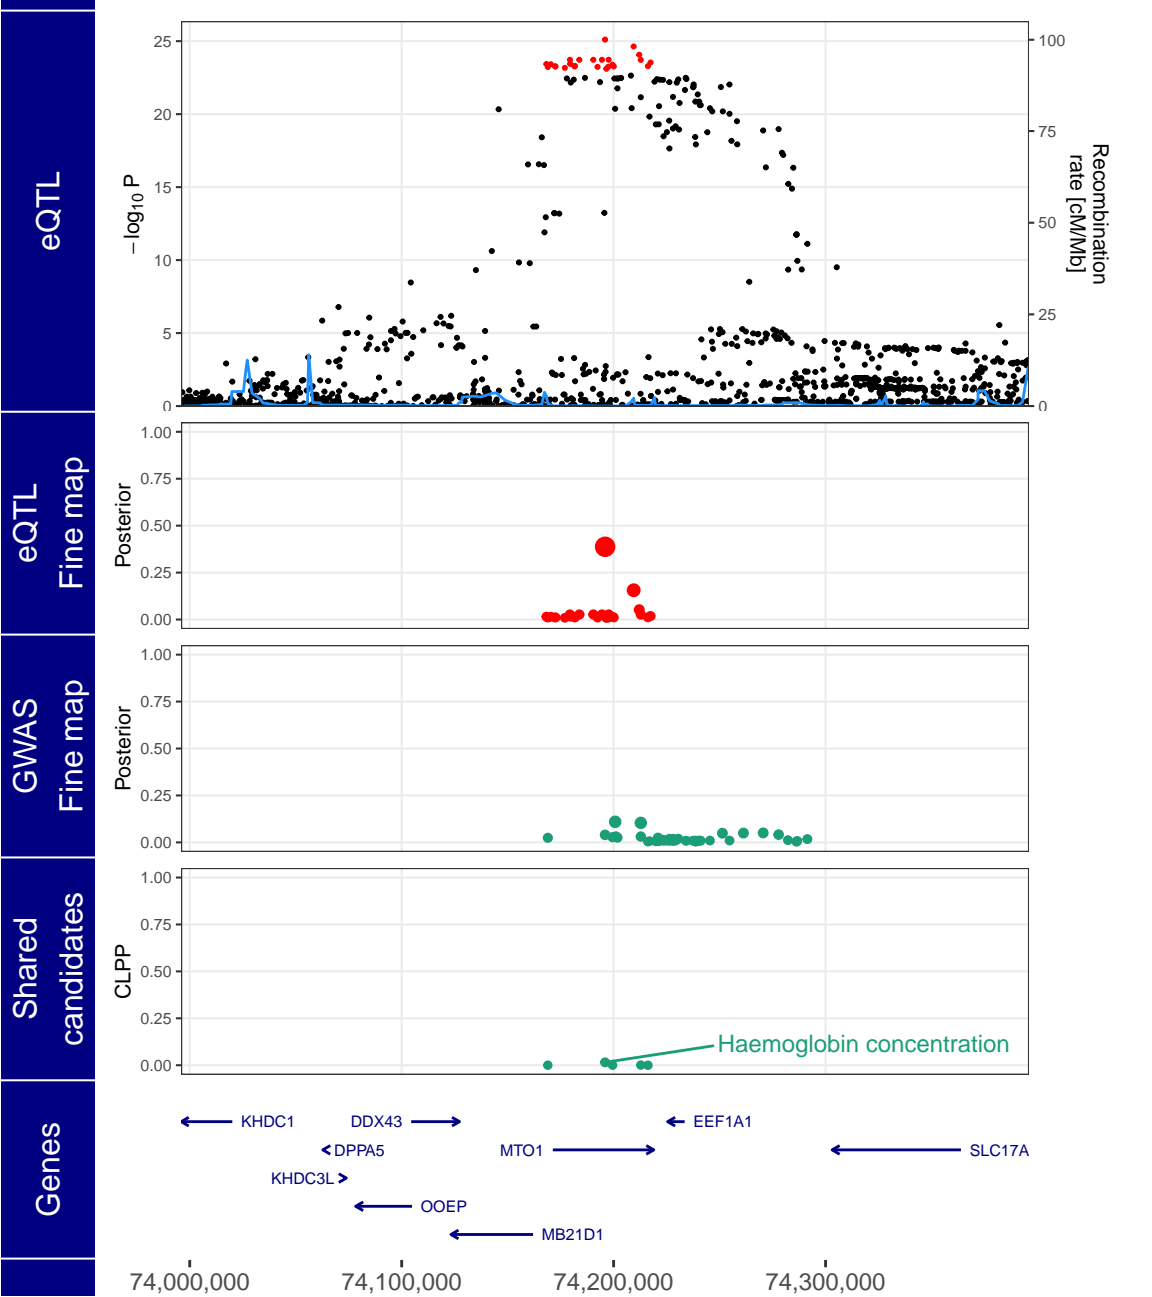 eQTL
−log10 P
25
20
15
10
5
0
100
75
50
25
0
Recombination
rate [cM/Mb]
eQTL
Fine map
Posterior
1.00
0.75
0.50
0.25
0.00
GWAS
Fine map
Posterior
1.00
0.75
0.50
0.25
0.00
Shared
candidates
CLPP
1.00
0.75
0.50
0.25
0.00
Haemoglobin concentration
Genes
KHDC1
DDX43
EEF1A1
DPPA5
MTO1
SLC17A
KHDC3L
OOEP
MB21D1
74,000,000
74,100,000
74,200,000
74,300,000